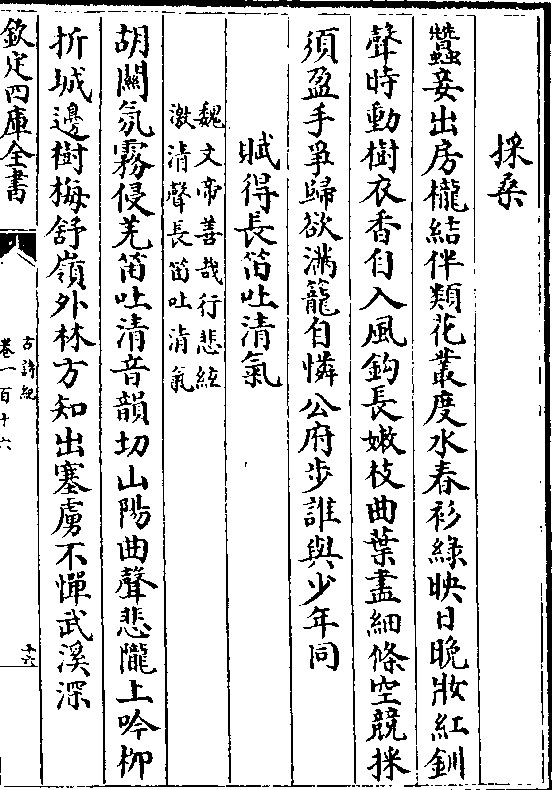 採桑
蠶妾出房櫳結伴類花叢度水春衫綠映日晚妝紅釧
聲時動樹衣香自入風鈎長嫩枝曲葉盡細條空競採
須盈手爭歸欲滿籠自憐公府步誰與少年同
賦得長笛吐清氣
魏文帝善哉行悲絃
激清聲長笛吐清氣
胡關氛霧侵羌笛吐清音韻切山陽曲聲悲隴上吟柳
折城邊樹梅舒嶺外林方知出塞虜不憚武溪深
欽定四庫全書
古詩紀
卷一百十六
十六